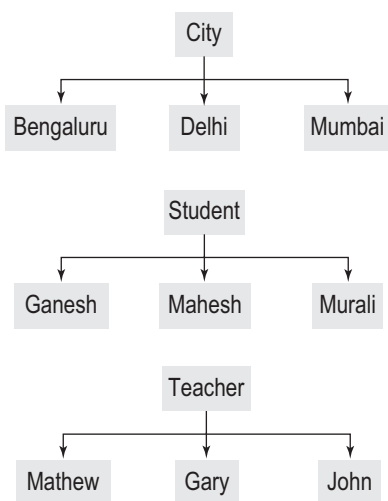 City
Bengaluru Delhi Mumbai
Student
Ganesh Mahesh Murali
Teacher
Mathew Gary John